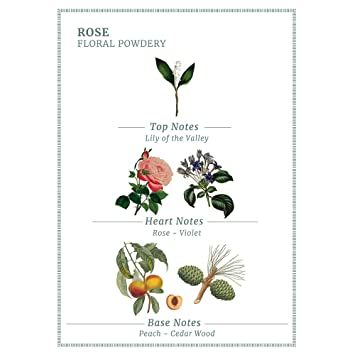 ROSE
FLORAL POWDERY
Top Notes
Lily of the Valley
Heart Notes
Rose ~ Violet
Base Notes
Peach ~ Cedar Wood